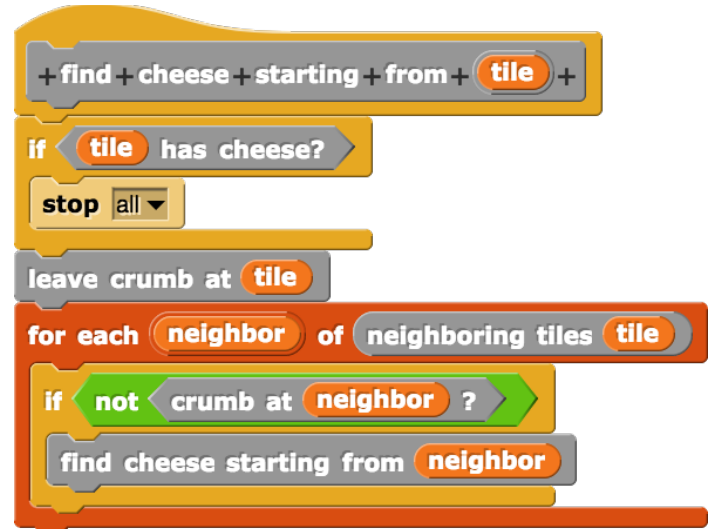 +find+cheese+starting+from+ tile +
if tile has cheese?
stop all
leave crumb at tile
for each neighbor of neighboring tiles tile
if not crumb at neighbor ?
find cheese starting from neighbor